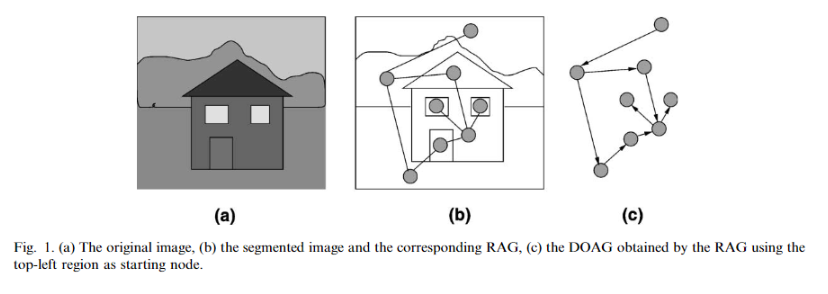 (a)
(b)
(c)
Fig. 1. (a) The original image, (b) the segmented image and the corresponding RAG, (c) the DOAG obtained by the RAG using the
top-left region as starting node.